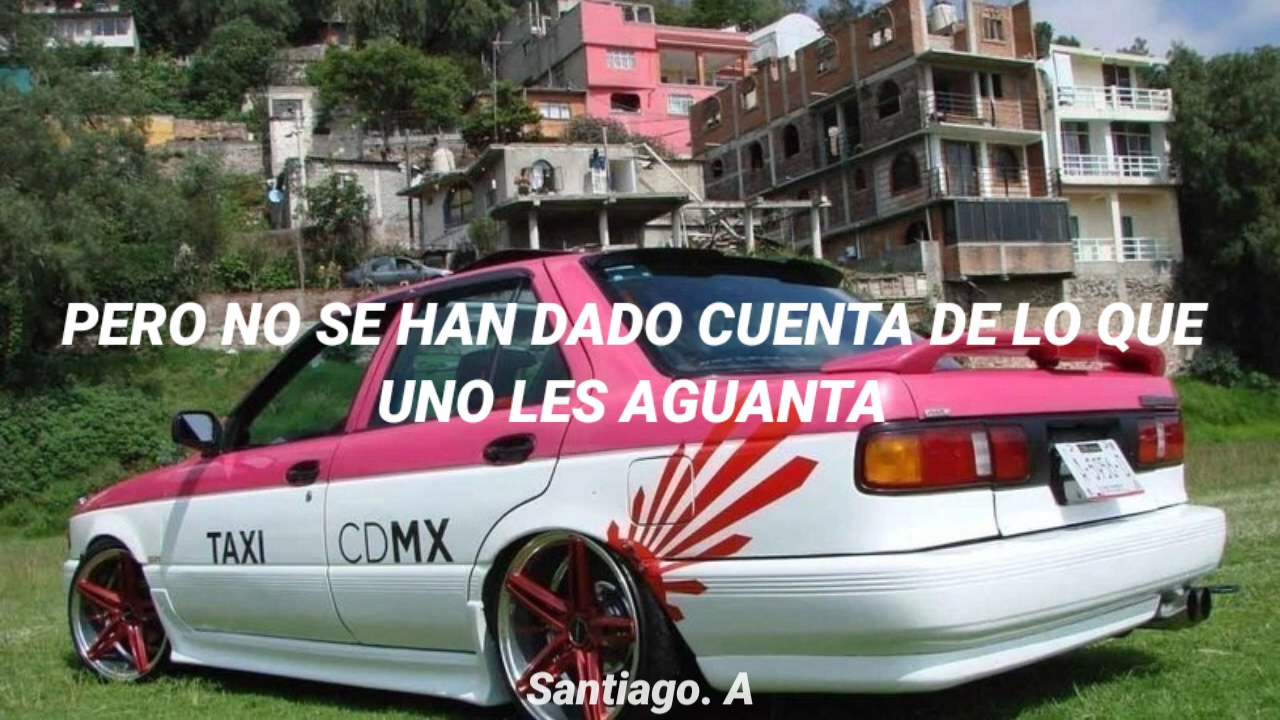 PERO NO SE HAN DADO CUENTA DE LO QUE
UNO LES AGUANTA
TAXI CDMX
Santiago. A